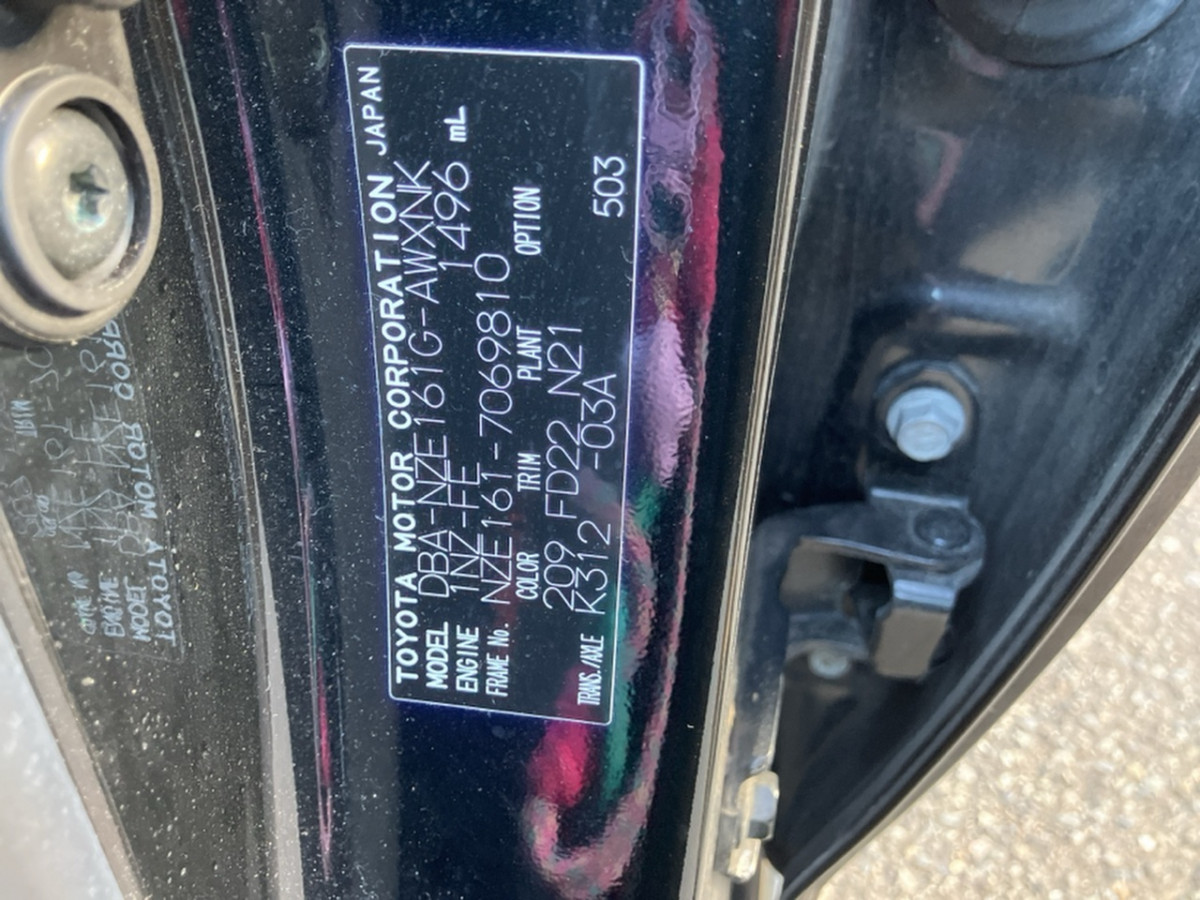 TOYOTA MOTOR CORPORATION JAPAN
MODEL DBA-NZE161G-AWXNK
ENGINE 1NZ-FE 1496 mL
FRAME No. NZE161-7069810
COLOR TRIM PLANT OPTION
209 FD22 N21
TRANS./AXLE K312 -03A 503